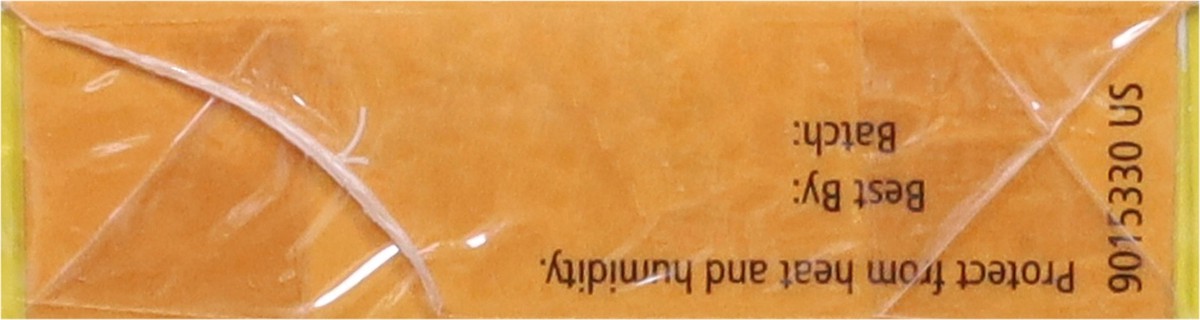 Protect from heat and humidity.
Best By:
Batch:
9015330 US